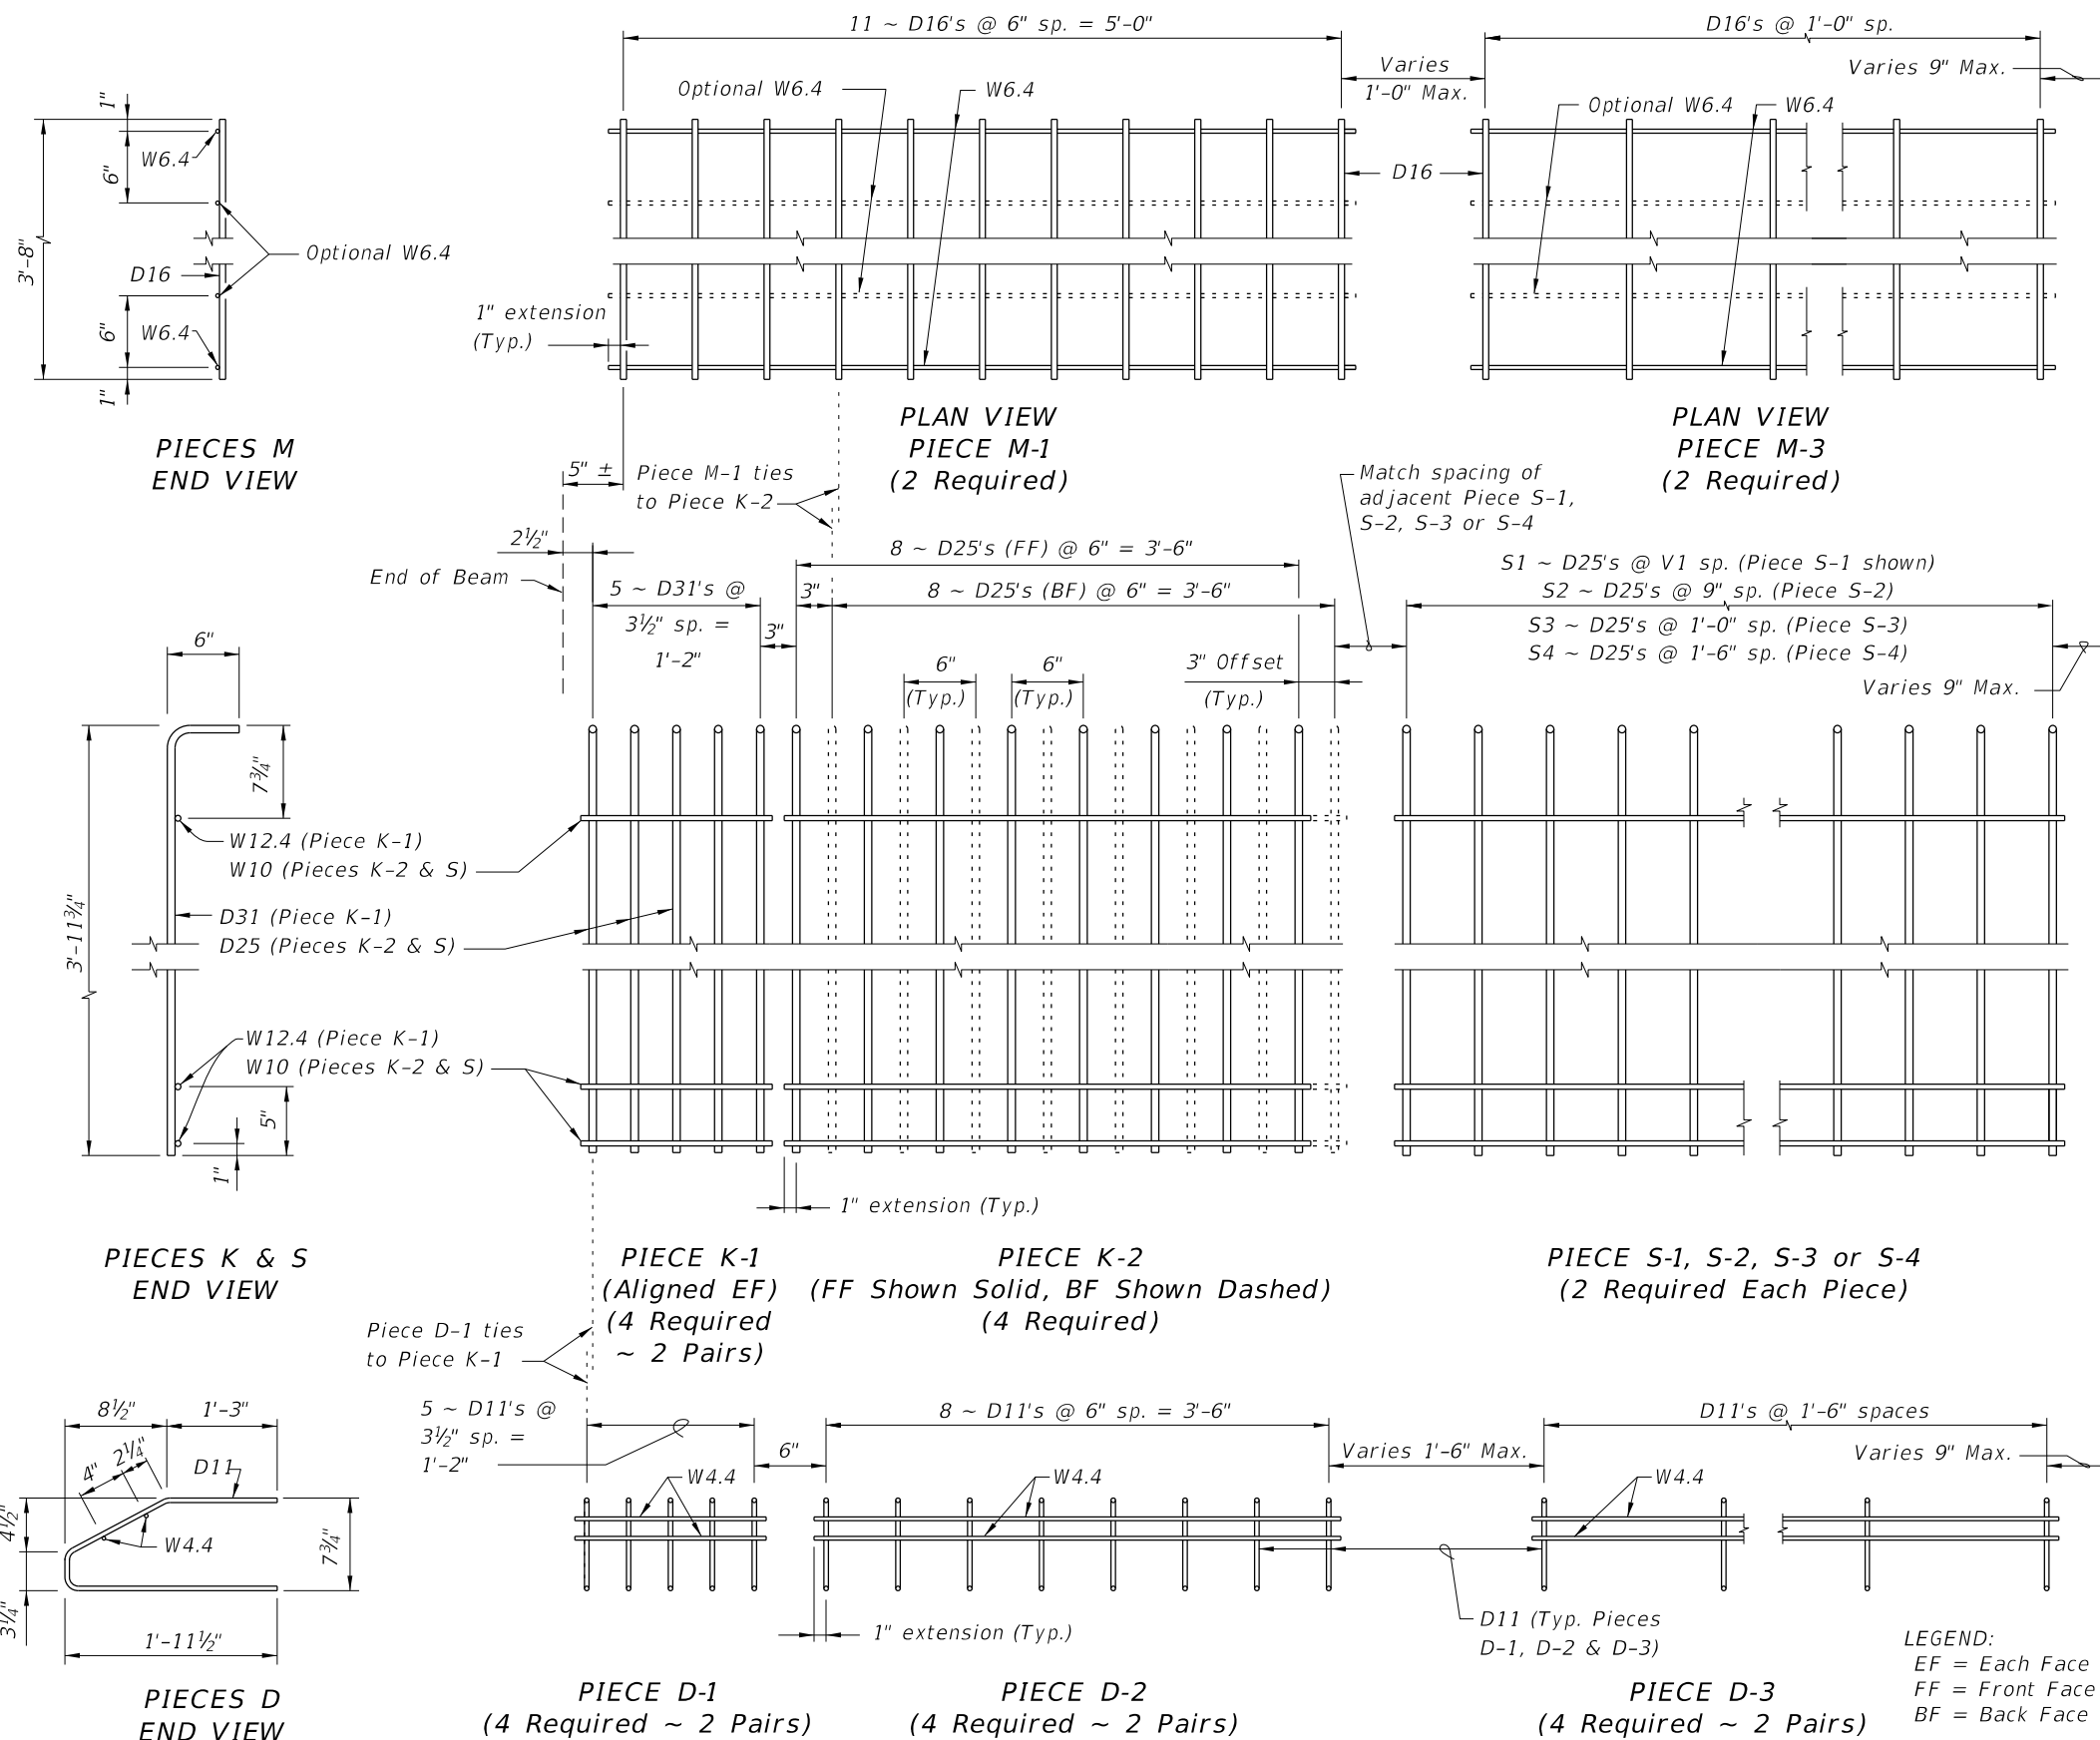 11 ~ D16's @ 6" sp. = 5'-0"
D16's @ 1'-0" sp.
Varies
1'-0" Max.
Varies 9" Max.
Optional W6.4
W6.4
Optional W6.4
W6.4
D16
1"
6"
W6.4
3'-8"
Optional W6.4
D16
6"
W6.4
1"
1" extension
(Typ.)
PIECES M
END VIEW
PLAN VIEW
PIECE M-1
(2 Required)
PLAN VIEW
PIECE M-3
(2 Required)
5" ±
Piece M-1 ties
to Piece K-2
Match spacing of
adjacent Piece S-1,
S-2, S-3 or S-4
2½"
End of Beam
5 ~ D31's @
3½" sp. =
1'-2"
3"
3"
8 ~ D25's (FF) @ 6" = 3'-6"
8 ~ D25's (BF) @ 6" = 3'-6"
6"
(Typ.)
6"
(Typ.)
3" Offset
(Typ.)
S1 ~ D25's @ V1 sp. (Piece S-1 shown)
S2 ~ D25's @ 9" sp. (Piece S-2)
S3 ~ D25's @ 1'-0" sp. (Piece S-3)
S4 ~ D25's @ 1'-6" sp. (Piece S-4)
Varies 9" Max.
6"
7¾"
3'-11¾"
W12.4 (Piece K-1)
W10 (Pieces K-2 & S)
D31 (Piece K-1)
D25 (Pieces K-2 & S)
W12.4 (Piece K-1)
W10 (Pieces K-2 & S)
5"
1"
1" extension (Typ.)
PIECES K & S
END VIEW
PIECE K-1
(Aligned EF)
(4 Required
~ 2 Pairs)
PIECE K-2
(FF Shown Solid, BF Shown Dashed)
(4 Required)
PIECE S-1, S-2, S-3 or S-4
(2 Required Each Piece)
Piece D-1 ties
to Piece K-1
8½"
1'-3"
4"
2¼"
D11
4½"
W4.4
7¾"
3¼"
1'-11½"
5 ~ D11's @
3½" sp. =
1'-2"
W4.4
6"
8 ~ D11's @ 6" sp. = 3'-6"
W4.4
Varies 1'-6" Max.
D11's @ 1'-6" spaces
Varies 9" Max.
W4.4
1" extension (Typ.)
D11 (Typ. Pieces
D-1, D-2 & D-3)
PIECES D
END VIEW
PIECE D-1
(4 Required ~ 2 Pairs)
PIECE D-2
(4 Required ~ 2 Pairs)
PIECE D-3
(4 Required ~ 2 Pairs)
LEGEND:
EF = Each Face
FF = Front Face
BF = Back Face